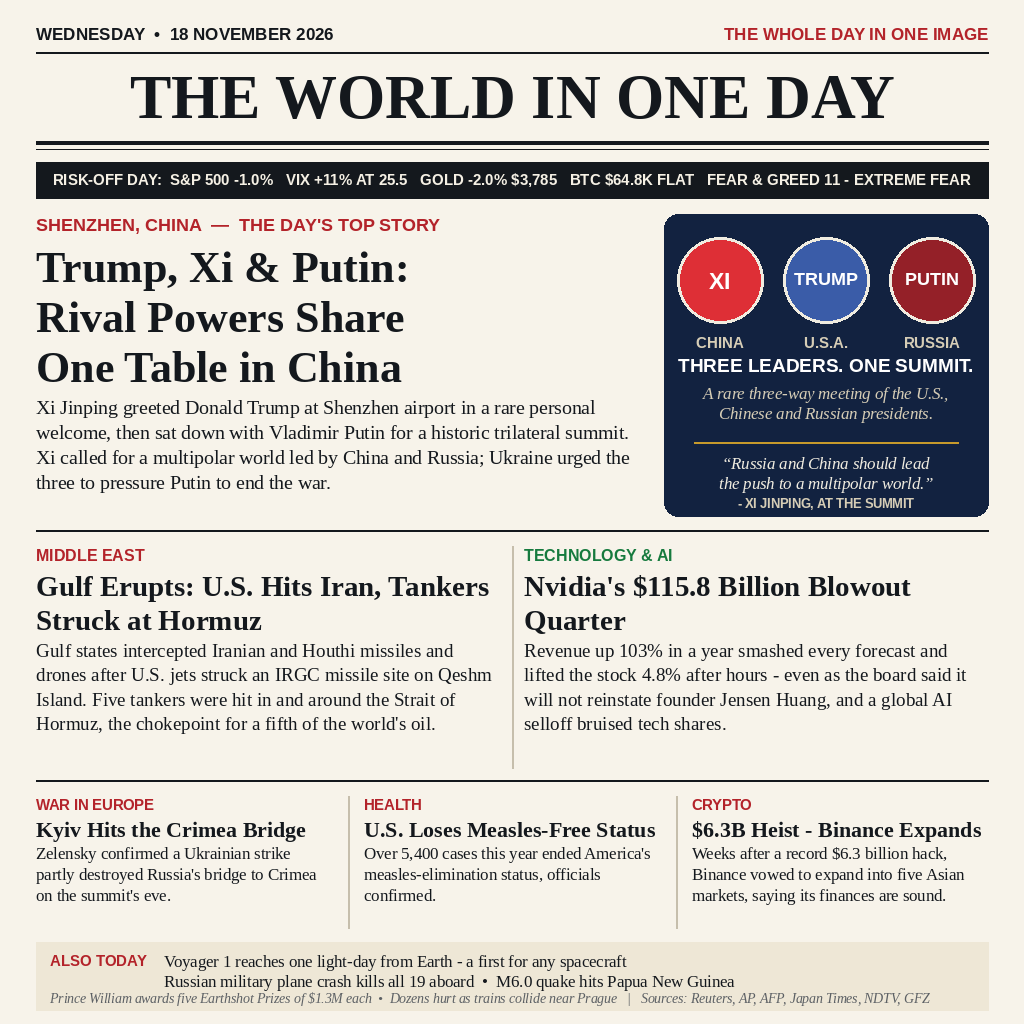 WEDNESDAY • 18 NOVEMBER 2026
THE WHOLE DAY IN ONE IMAGE
THE WORLD IN ONE DAY
RISK-OFF DAY: S&P 500 -1.0% VIX +11% AT 25.5 GOLD -2.0% $3,785 BTC $64.8K FLAT FEAR & GREED 11 - EXTREME FEAR
SHENZHEN, CHINA — THE DAY'S TOP STORY
Trump, Xi & Putin:
Rival Powers Share
One Table in China
Xi Jinping greeted Donald Trump at Shenzhen airport in a rare personal
welcome, then sat down with Vladimir Putin for a historic trilateral summit.
Xi called for a multipolar world led by China and Russia; Ukraine urged the
three to pressure Putin to end the war.
XI
TRUMP
PUTIN
CHINA
U.S.A.
RUSSIA
THREE LEADERS. ONE SUMMIT.
A rare three-way meeting of the U.S.,
Chinese and Russian presidents.
“Russia and China should lead
the push to a multipolar world.”
- XI JINPING, AT THE SUMMIT
MIDDLE EAST
Gulf Erupts: U.S. Hits Iran, Tankers
Struck at Hormuz
Gulf states intercepted Iranian and Houthi missiles and
drones after U.S. jets struck an IRGC missile site on Qeshm
Island. Five tankers were hit in and around the Strait of
Hormuz, the chokepoint for a fifth of the world's oil.
TECHNOLOGY & AI
Nvidia's $115.8 Billion Blowout
Quarter
Revenue up 103% in a year smashed every forecast and
lifted the stock 4.8% after hours - even as the board said it
will not reinstate founder Jensen Huang, and a global AI
selloff bruised tech shares.
WAR IN EUROPE
Kyiv Hits the Crimea Bridge
Zelensky confirmed a Ukrainian strike
partly destroyed Russia's bridge to Crimea
on the summit's eve.
HEALTH
U.S. Loses Measles-Free Status
Over 5,400 cases this year ended America's
measles-elimination status, officials
confirmed.
CRYPTO
$6.3B Heist - Binance Expands
Weeks after a record $6.3 billion hack,
Binance vowed to expand into five Asian
markets, saying its finances are sound.
ALSO TODAY
Voyager 1 reaches one light-day from Earth - a first for any spacecraft
Russian military plane crash kills all 19 aboard • M6.0 quake hits Papua New Guinea
Prince William awards five Earthshot Prizes of $1.3M each • Dozens hurt as trains collide near Prague | Sources: Reuters, AP, AFP, Japan Times, NDTV, GFZ